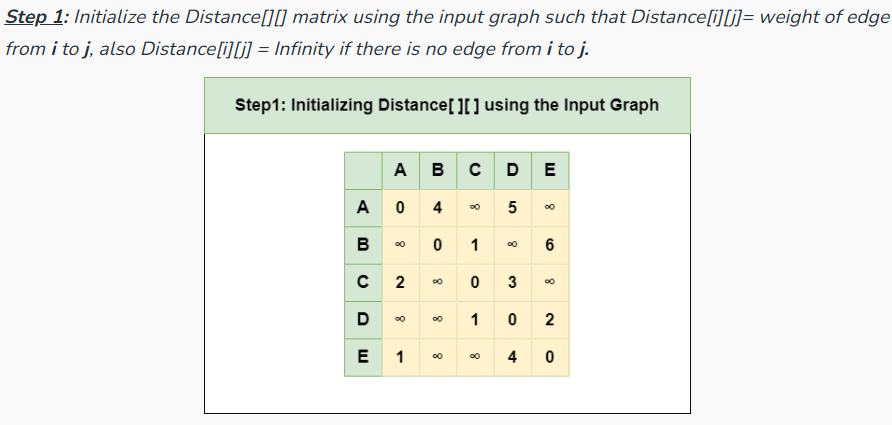 Step 1: Initialize the Distance[][] matrix using the input graph such that Distance[i][j]= weight of edge
from i to j, also Distance[i][j] = Infinity if there is no edge from i to j.
Step1: Initializing Distance[ ][ ] using the Input Graph
A B C D E
A 0 4 ∞ 5 ∞
B ∞ 0 1 ∞ 6
C 2 ∞ 0 3 ∞
D ∞ ∞ 1 0 2
E 1 ∞ ∞ 4 0